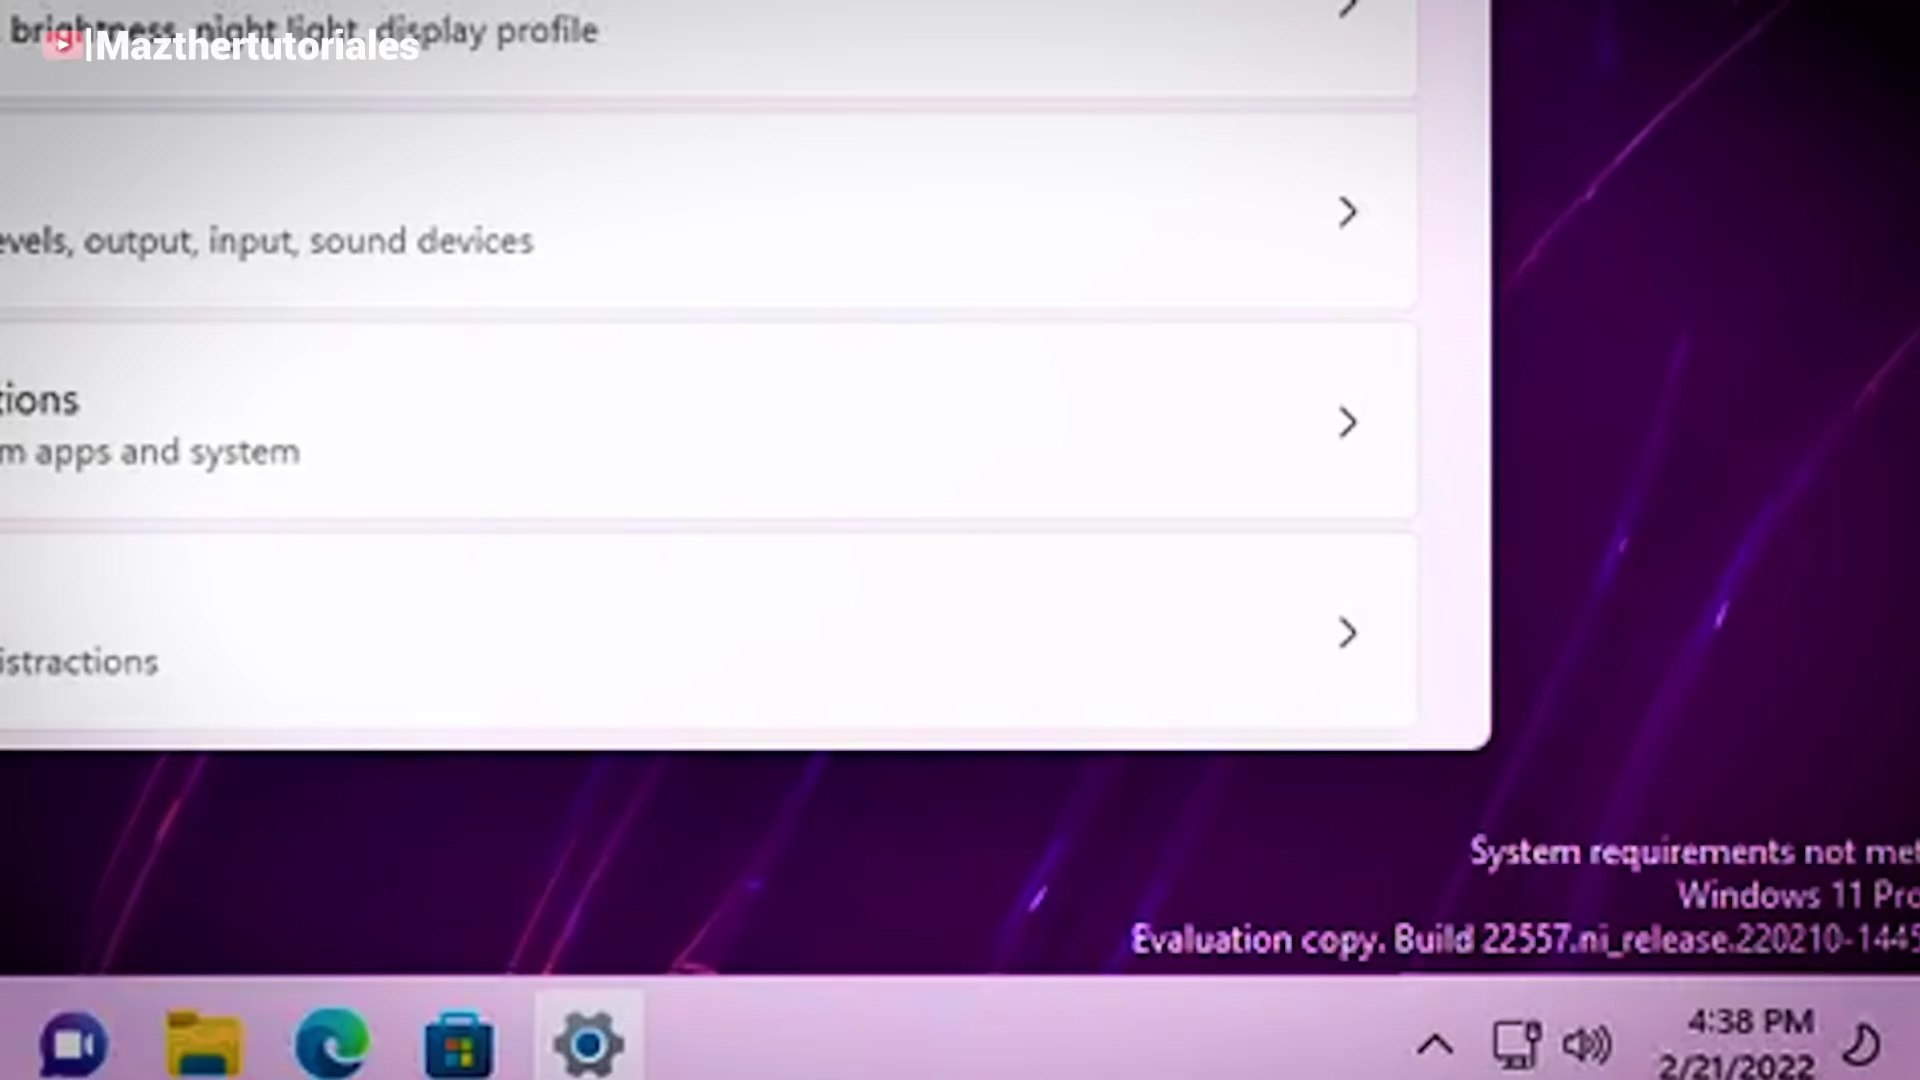 brightness, night light, display profile
|Mazthertutoriales
evels, output, input, sound devices
tions
m apps and system
istractions
System requirements not met
Windows 11 Pro
Evaluation copy. Build 22557.ni_release.220210-1445
4:38 PM
2/21/2022